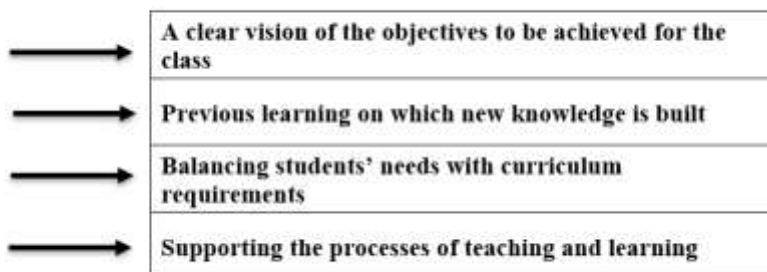 A clear vision of the objectives to be achieved for the
class
Previous learning on which new knowledge is built
Balancing students’ needs with curriculum
requirements
Supporting the processes of teaching and learning